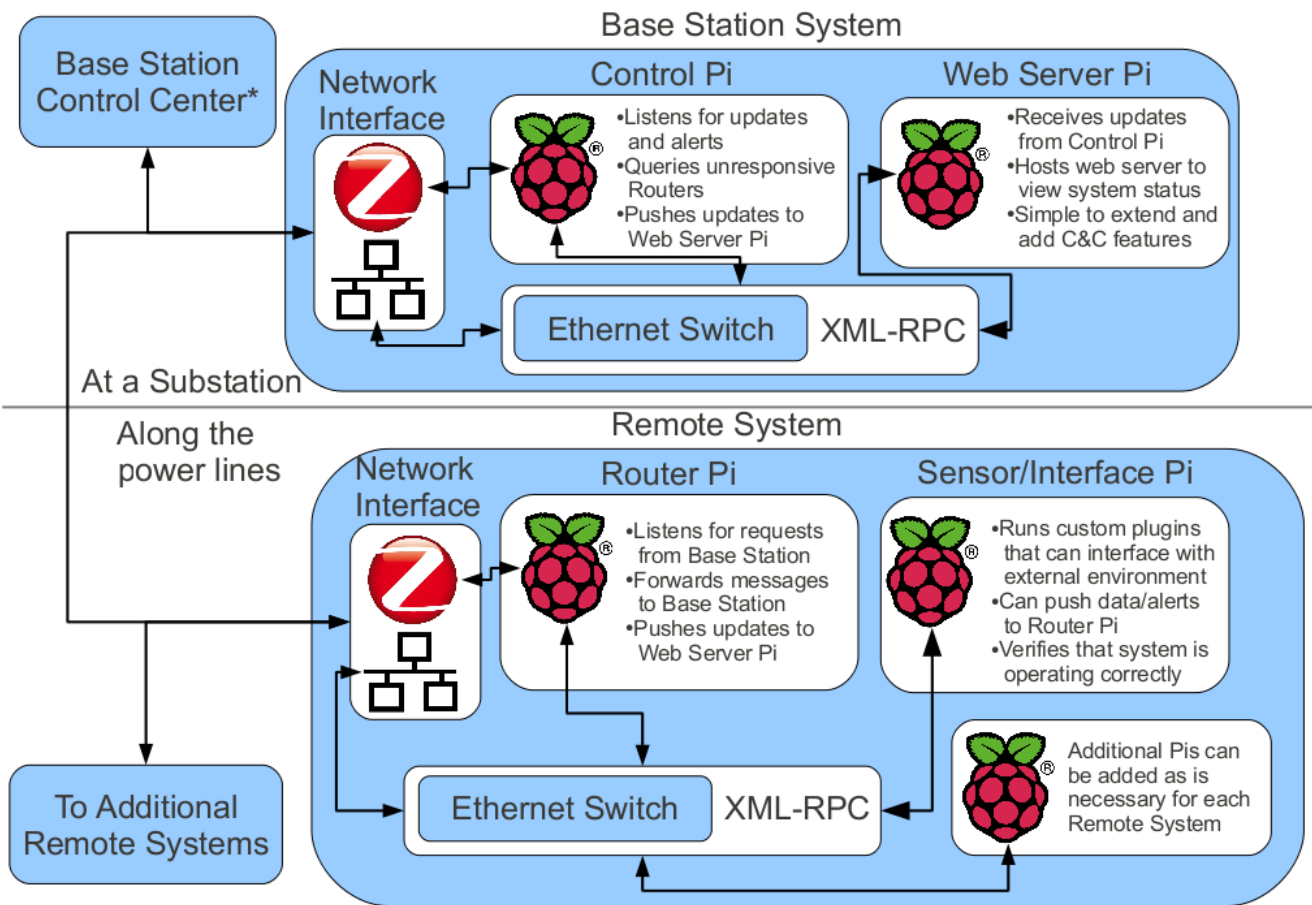 Base Station System
Base Station
Control Center*
Network
Interface
Control Pi
•Listens for updates
and alerts
•Queries unresponsive
Routers
•Pushes updates to
Web Server Pi
®
Web Server Pi
•Receives updates
from Control Pi
•Hosts web server to
view system status
•Simple to extend and
add C&C features
®
Ethernet Switch
XML-RPC
At a Substation
Along the
power lines
Remote System
Network
Interface
Router Pi
•Listens for requests
from Base Station
•Forwards messages
to Base Station
•Pushes updates to
Web Server Pi
®
Sensor/Interface Pi
•Runs custom plugins
that can interface with
external environment
•Can push data/alerts
to Router Pi
•Verifies that system is
operating correctly
®
Ethernet Switch
XML-RPC
Additional Pis can
be added as is
necessary for each
Remote System
®
To Additional
Remote Systems